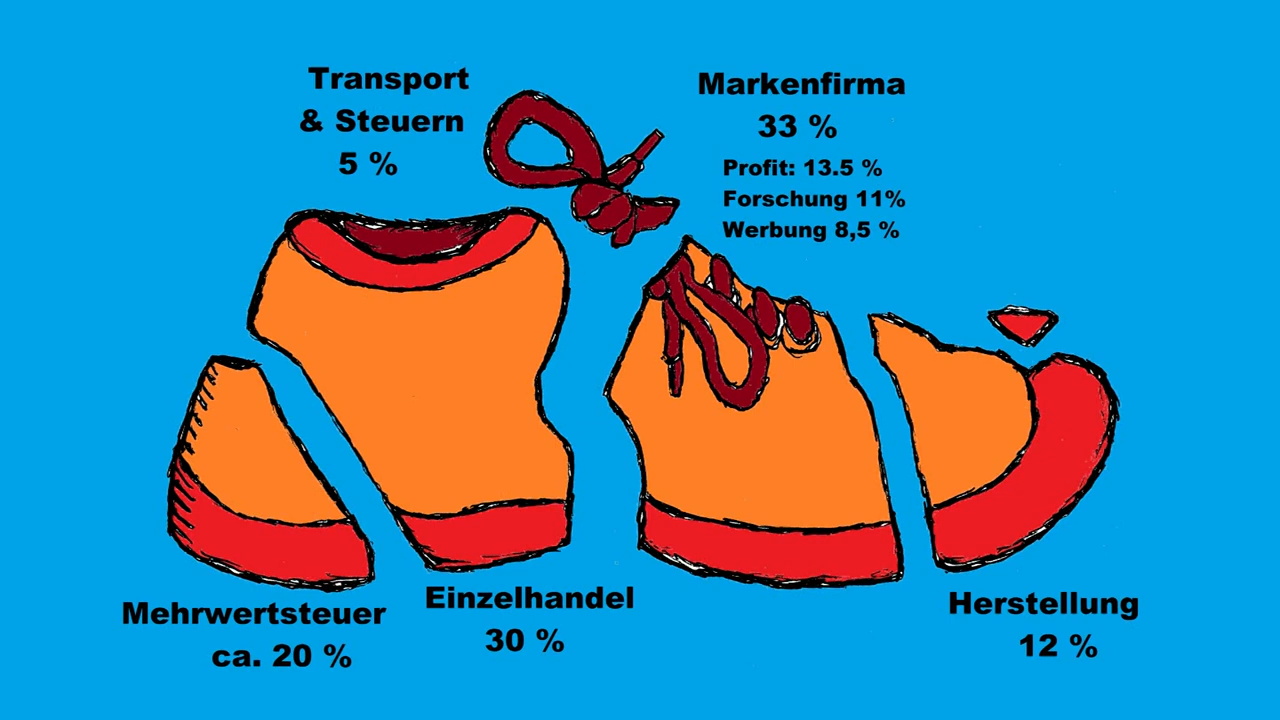 Transport
& Steuern
5 %
Markenfirma
33 %
Profit: 13.5 %
Forschung 11%
Werbung 8,5 %
Mehrwertsteuer
ca. 20 %
Einzelhandel
30 %
Herstellung
12 %